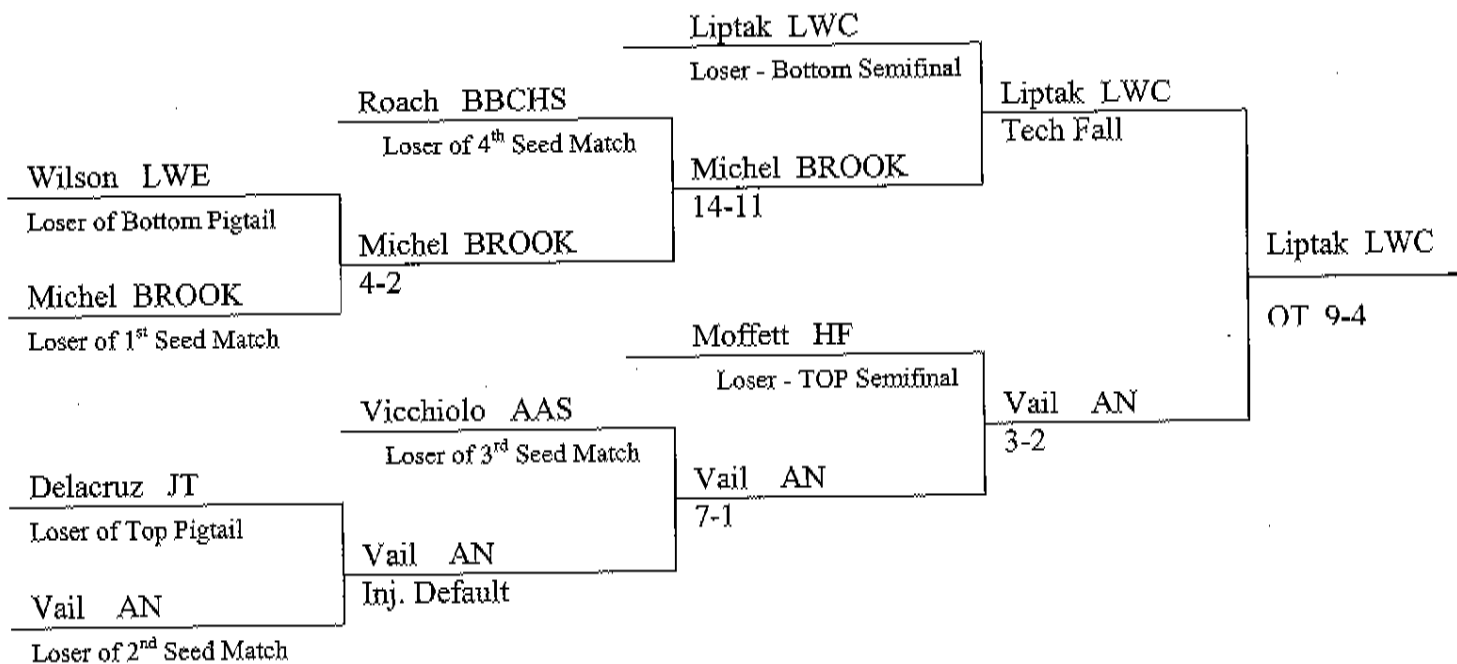 Liptak LWC
Loser - Bottom Semifinal
Roach BBCHS
Loser of 4th Seed Match
Liptak LWC
Tech Fall
Wilson LWE
Loser of Bottom Pigtail
Michel BROOK
14-11
Michel BROOK
4-2
Liptak LWC
OT 9-4
Michel BROOK
Loser of 1st Seed Match
Moffett HF
Loser - TOP Semifinal
Vicchiolo AAS
Loser of 3rd Seed Match
Vail AN
3-2
Delacruz JT
Loser of Top Pigtail
Vail AN
7-1
Vail AN
Inj. Default
Vail AN
Loser of 2nd Seed Match